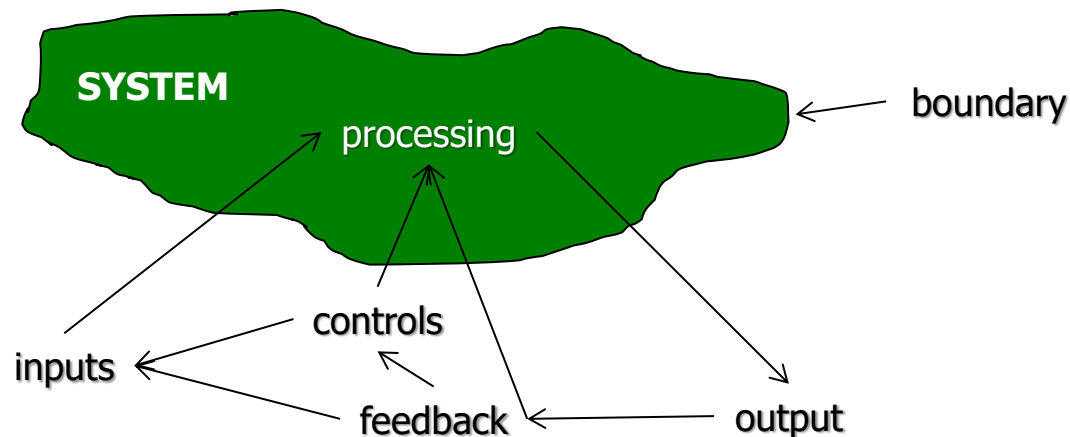 SYSTEM
boundary
processing
controls
inputs
feedback
output